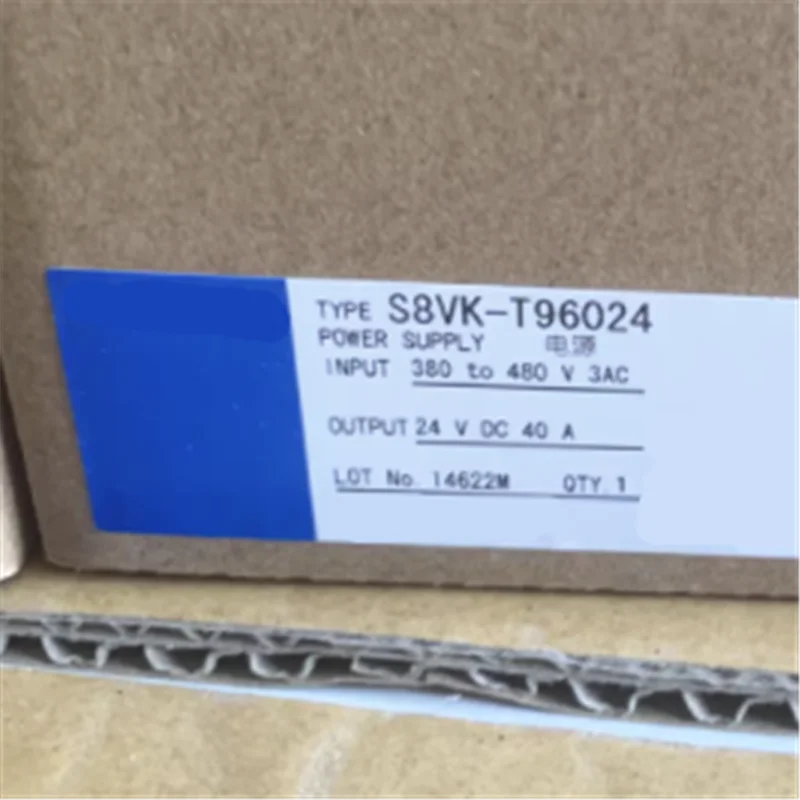 TYPE S8VK-T96024
POWER SUPPLY 电源
INPUT 380 to 480 V 3AC
OUTPUT 24 V DC 40 A
LOT No. 14622M QTY.1